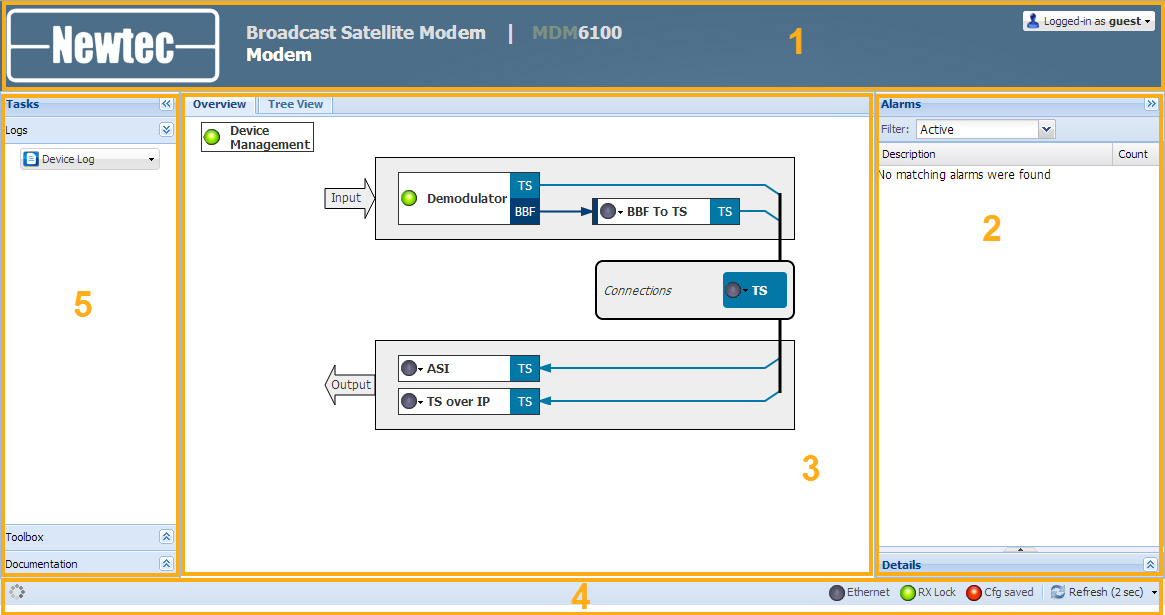 Newtec
Broadcast Satellite Modem | MDM6100
Modem
1
Logged-in as guest
Tasks
Logs
Device Log
5
Toolbox
Documentation
Overview Tree View
Device
Management
Input
Demodulator TS
BBF
BBF To TS TS
Connections TS
Output
ASI TS
TS over IP TS
3
Alarms
Filter: Active
Description Count
No matching alarms were found
2
Details
4
Ethernet RX Lock Cfg saved Refresh (2 sec)